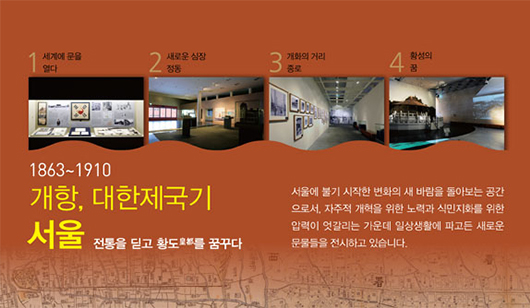 1 세계에 문을
열다
2 새로운 심장
정동
3 개화의 거리
종로
4 황성의
꿈
1863~1910
개항, 대한제국기
서울 전통을 딛고 황도皇都를 꿈꾸다
서울에 불기 시작한 변화의 새 바람을 돌아보는 공간
으로서, 자주적 개혁을 위한 노력과 식민지화를 위한
압력이 엇갈리는 가운데 일상생활에 파고든 새로운
문물들을 전시하고 있습니다.